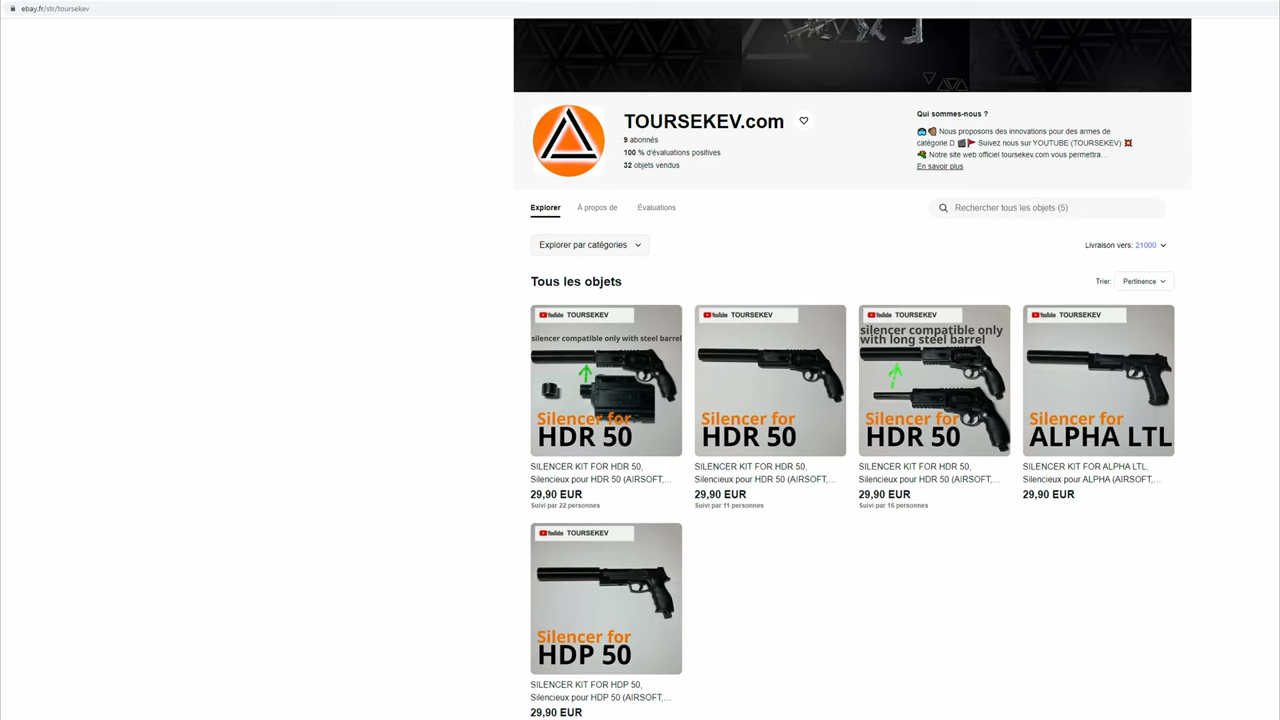 ebay.fr/str/toursekev
TOURSEKEV.com
9 abonnés
100 % d'évaluations positives
32 objets vendus
Qui sommes-nous ?
Nous proposons des innovations pour des armes de
catégorie D Suivez nous sur YOUTUBE (TOURSEKEV)
Notre site web officiel toursekev.com vous permettra…
En savoir plus
Explorer
À propos de
Évaluations
Rechercher tous les objets (5)
Explorer par catégories
Livraison vers: 21000
Tous les objets
Trier: Pertinence
YouTube TOURSEKEV
silencer compatible only with steel barrel
Silencer for
HDR 50
SILENCER KIT FOR HDR 50,
Silencieux pour HDR 50 (AIRSOFT,…
29,90 EUR
Suivi par 22 personnes
YouTube TOURSEKEV
Silencer for
HDR 50
SILENCER KIT FOR HDR 50,
Silencieux pour HDR 50 (AIRSOFT,…
29,90 EUR
Suivi par 11 personnes
YouTube TOURSEKEV
silencer compatible only
with long steel barrel
Silencer for
HDR 50
SILENCER KIT FOR HDR 50,
Silencieux pour HDR 50 (AIRSOFT,…
29,90 EUR
Suivi par 16 personnes
YouTube TOURSEKEV
Silencer for
ALPHA LTL
SILENCER KIT FOR ALPHA LTL,
Silencieux pour ALPHA (AIRSOFT,…
29,90 EUR
YouTube TOURSEKEV
Silencer for
HDP 50
SILENCER KIT FOR HDP 50,
Silencieux pour HDP 50 (AIRSOFT,…
29,90 EUR